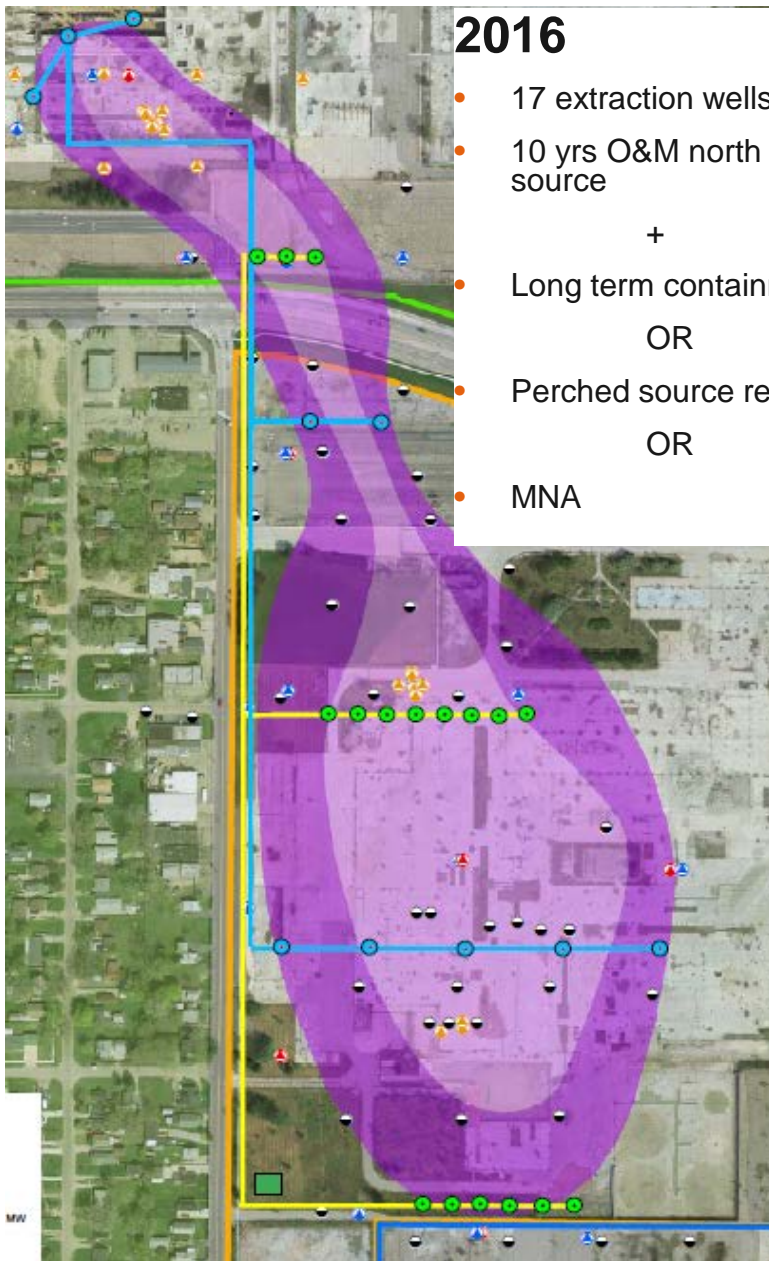 2016
• 17 extraction wells
• 10 yrs O&M north
source
+
• Long term contain
OR
• Perched source re
OR
• MNA
MW